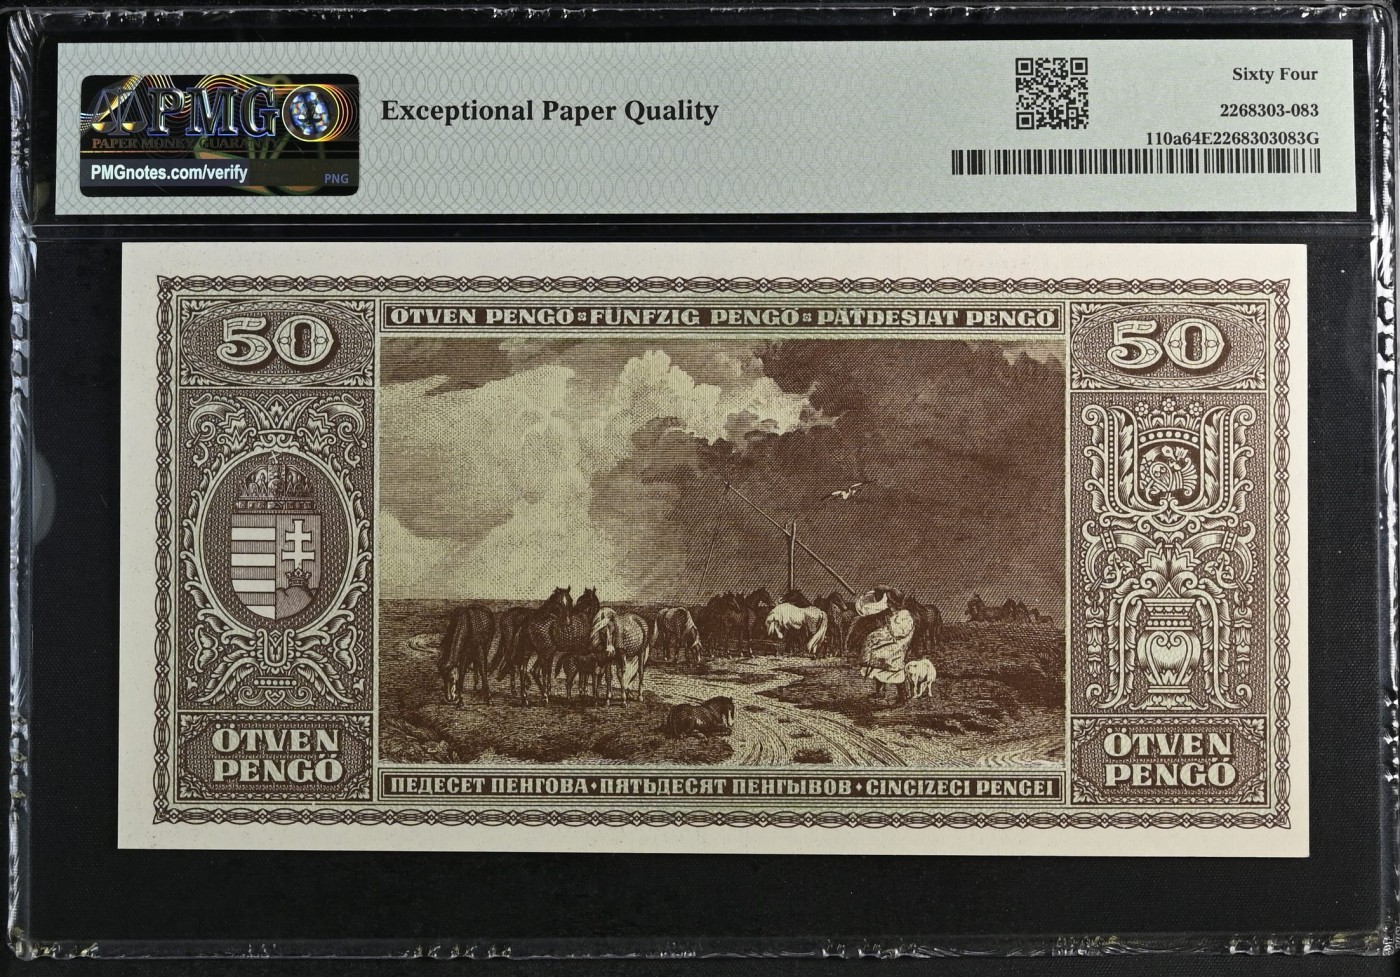 PMG
PAPER MONEY GUARANTY
PMGnotes.com/verify
PNG
Exceptional Paper Quality
Sixty Four
2268303-083
110a64E2268303083G
ÖTVEN PENGŐ FÜNFZIG PENGŐ PÄTDESIAT PENGŐ
50
50
ÖTVEN
PENGŐ
ÖTVEN
PENGŐ
ПЕДЕСЕТ ПЕНГОВА · ПЯТЬДЕСЯТ ПЕНГЫВОВ · CINCIZECI PENGEI